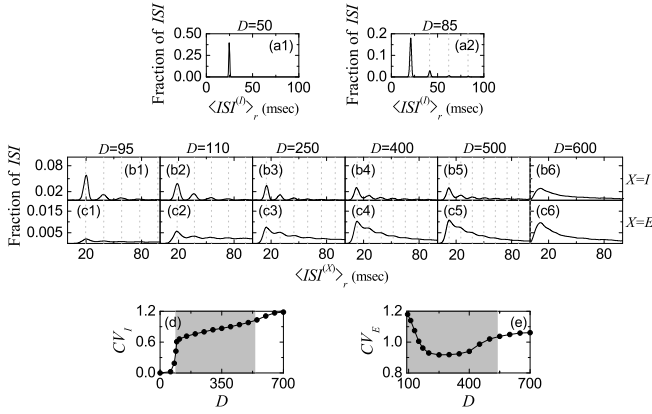 D=50 D=85
Fraction of ISI 0.50 0.25 0.00 (a1) 0 50 100
⟨ISI^(I)⟩_r (msec)
Fraction of ISI 0.2 0.1 0.0 (a2) 0 50 100
⟨ISI^(I)⟩_r (msec)
D=95 D=110 D=250 D=400 D=500 D=600
Fraction of ISI
0.08 0.02 (b1) (b2) (b3) (b4) (b5) (b6) X=I
0.015 0.005 (c1) (c2) (c3) (c4) (c5) (c6) X=E
20 80 20 80 20 80 20 80 20 80 20 80
⟨ISI^(X)⟩_r (msec)
CV_I 1.2 0.6 0.0 (d) 0 350 700
D
CV_E 1.2 1.0 0.8 (e) 100 400 700
D